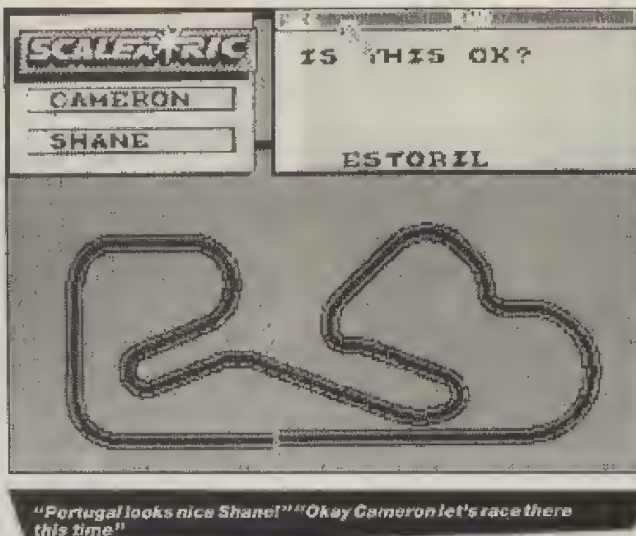 SCALEXTRIC
CAMERON
SHANE
IS THIS OK?
ESTORIL
"Portugal looks nice Shane!" "Okay Cameron let's race there
this time"